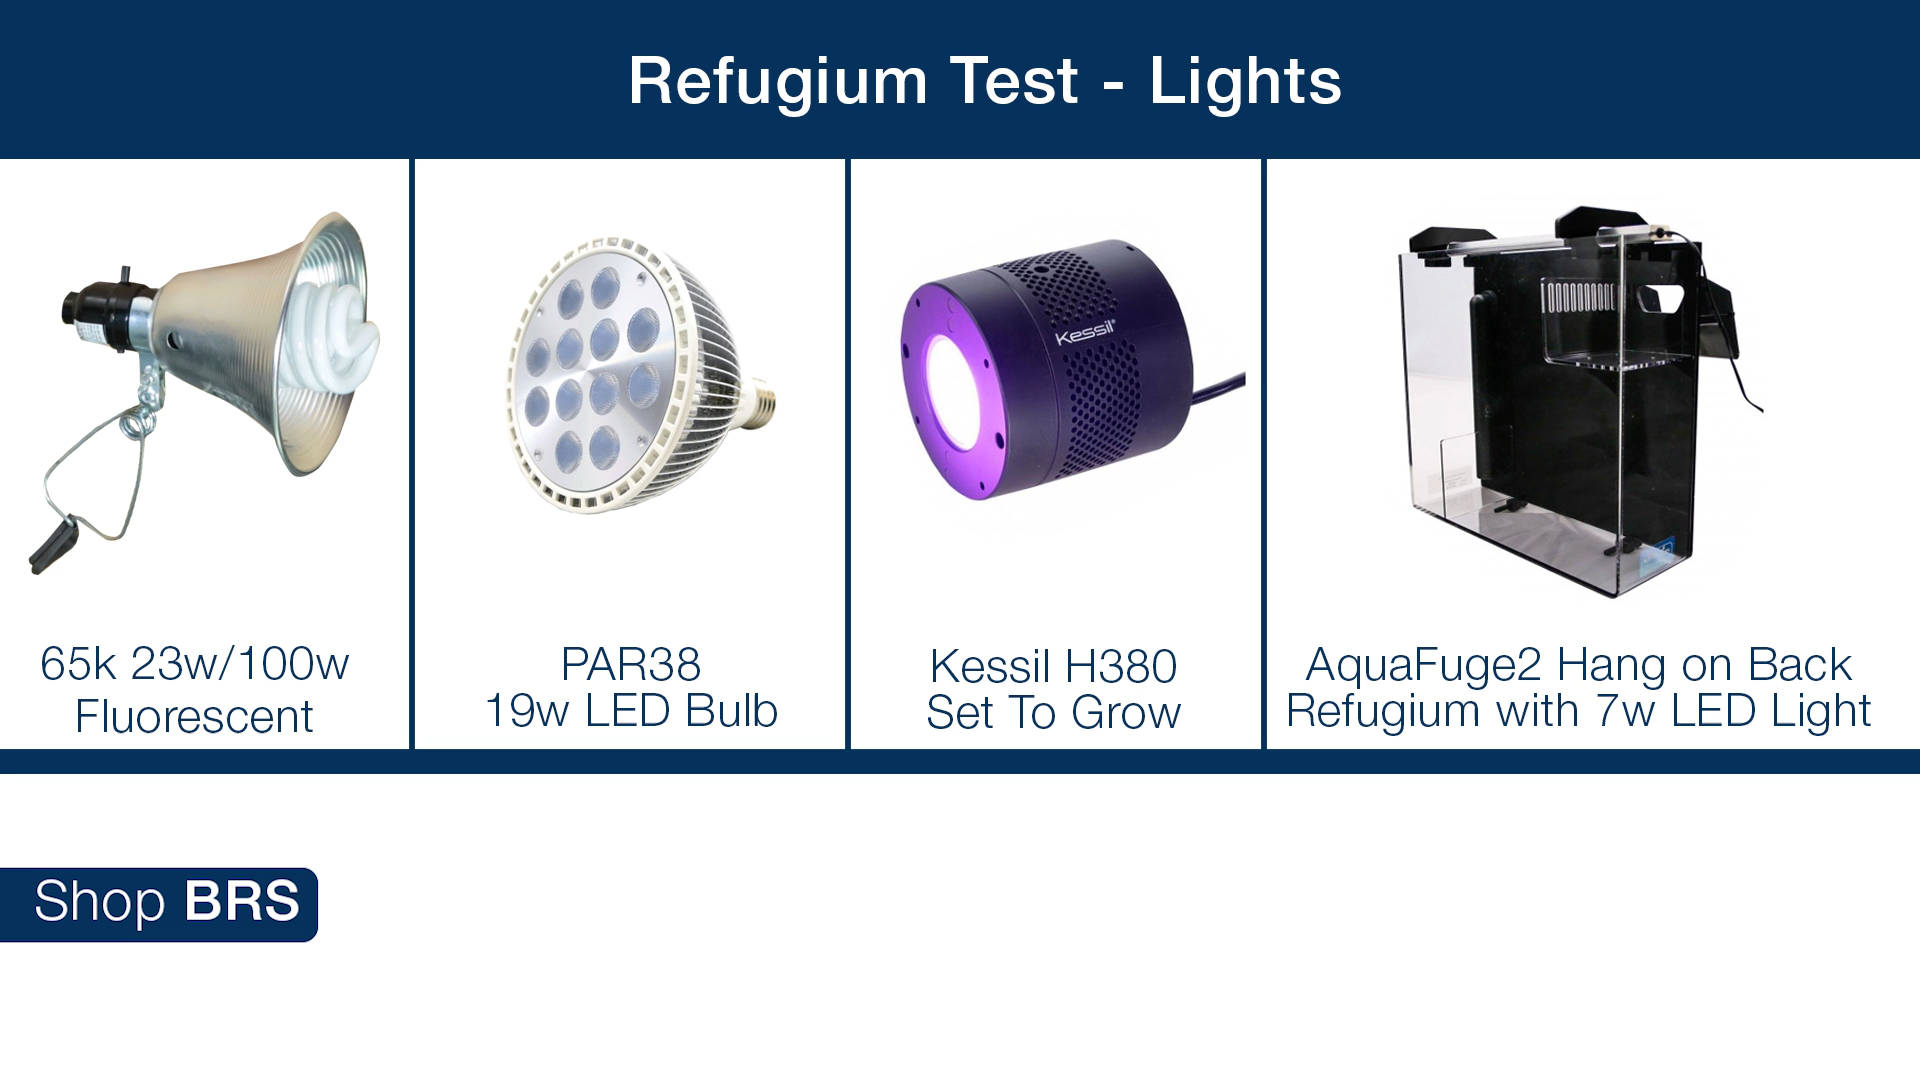 Refugium Test - Lights
Kessil
65k 23w/100w
Fluorescent
PAR38
19w LED Bulb
Kessil H380
Set To Grow
AquaFuge2 Hang on Back
Refugium with 7w LED Light
Shop BRS